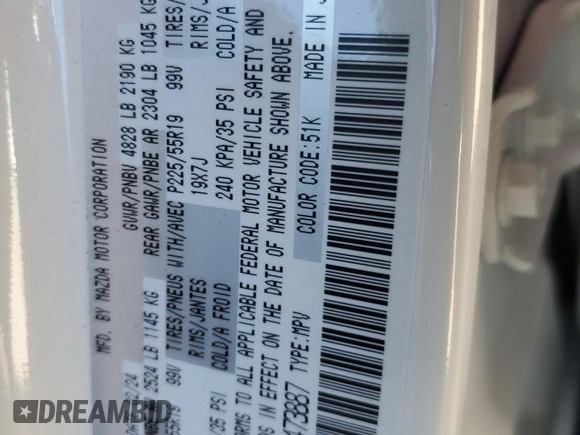 MFD. BY MAZDA MOTOR CORPORATION
GVWR/PNBV 4828 LB 2190 KG
2524 LB 1145 KG REAR GAWR/PNBE AR 2304 LB 1045 KG
99V TIRES/PNEUS WITH/AVEC P225/55R19 99V TIRES/
RIMS/JANTES 19X7J RIMS/J
/35 PSI COLD/A FROID 240 KPA/35 PSI COLD/A
RMS TO ALL APPLICABLE FEDERAL MOTOR VEHICLE SAFETY AND
DS IN EFFECT ON THE DATE OF MANUFACTURE SHOWN ABOVE.
473887 TYPE:MPV COLOR CODE:51K MADE IN J
DREAMBID